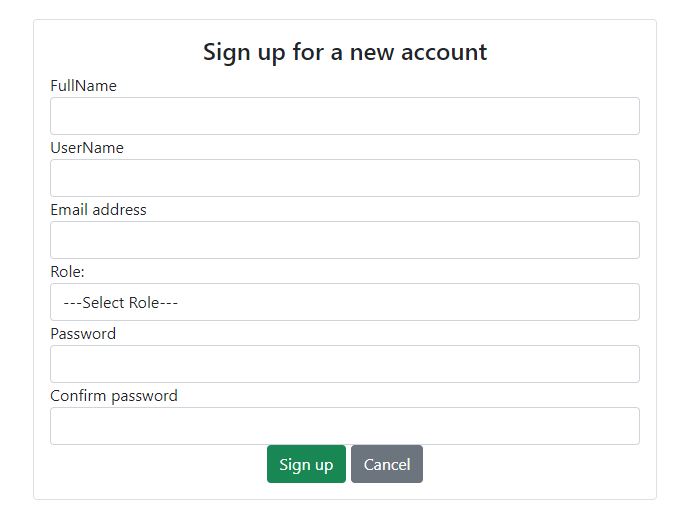 Sign up for a new account
FullName
UserName
Email address
Role:
---Select Role---
Password
Confirm password
Sign up Cancel